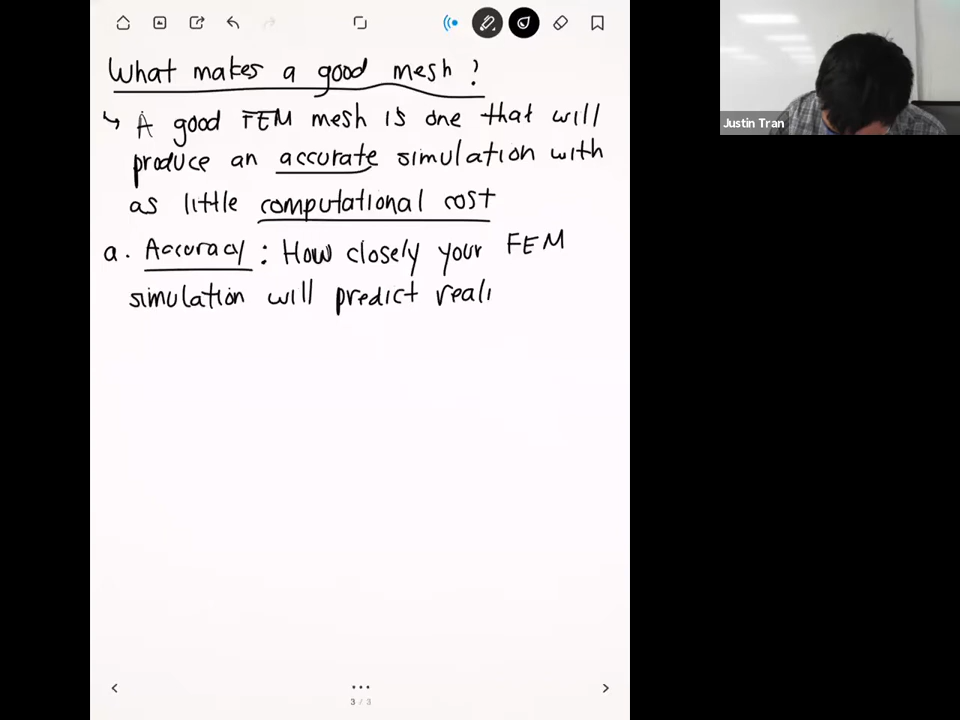 What makes a good mesh?
↳ A good FEM mesh is one that will
produce an accurate simulation with
as little computational cost
a. Accuracy: How closely your FEM
simulation will predict reali
3 / 3
Justin Tran